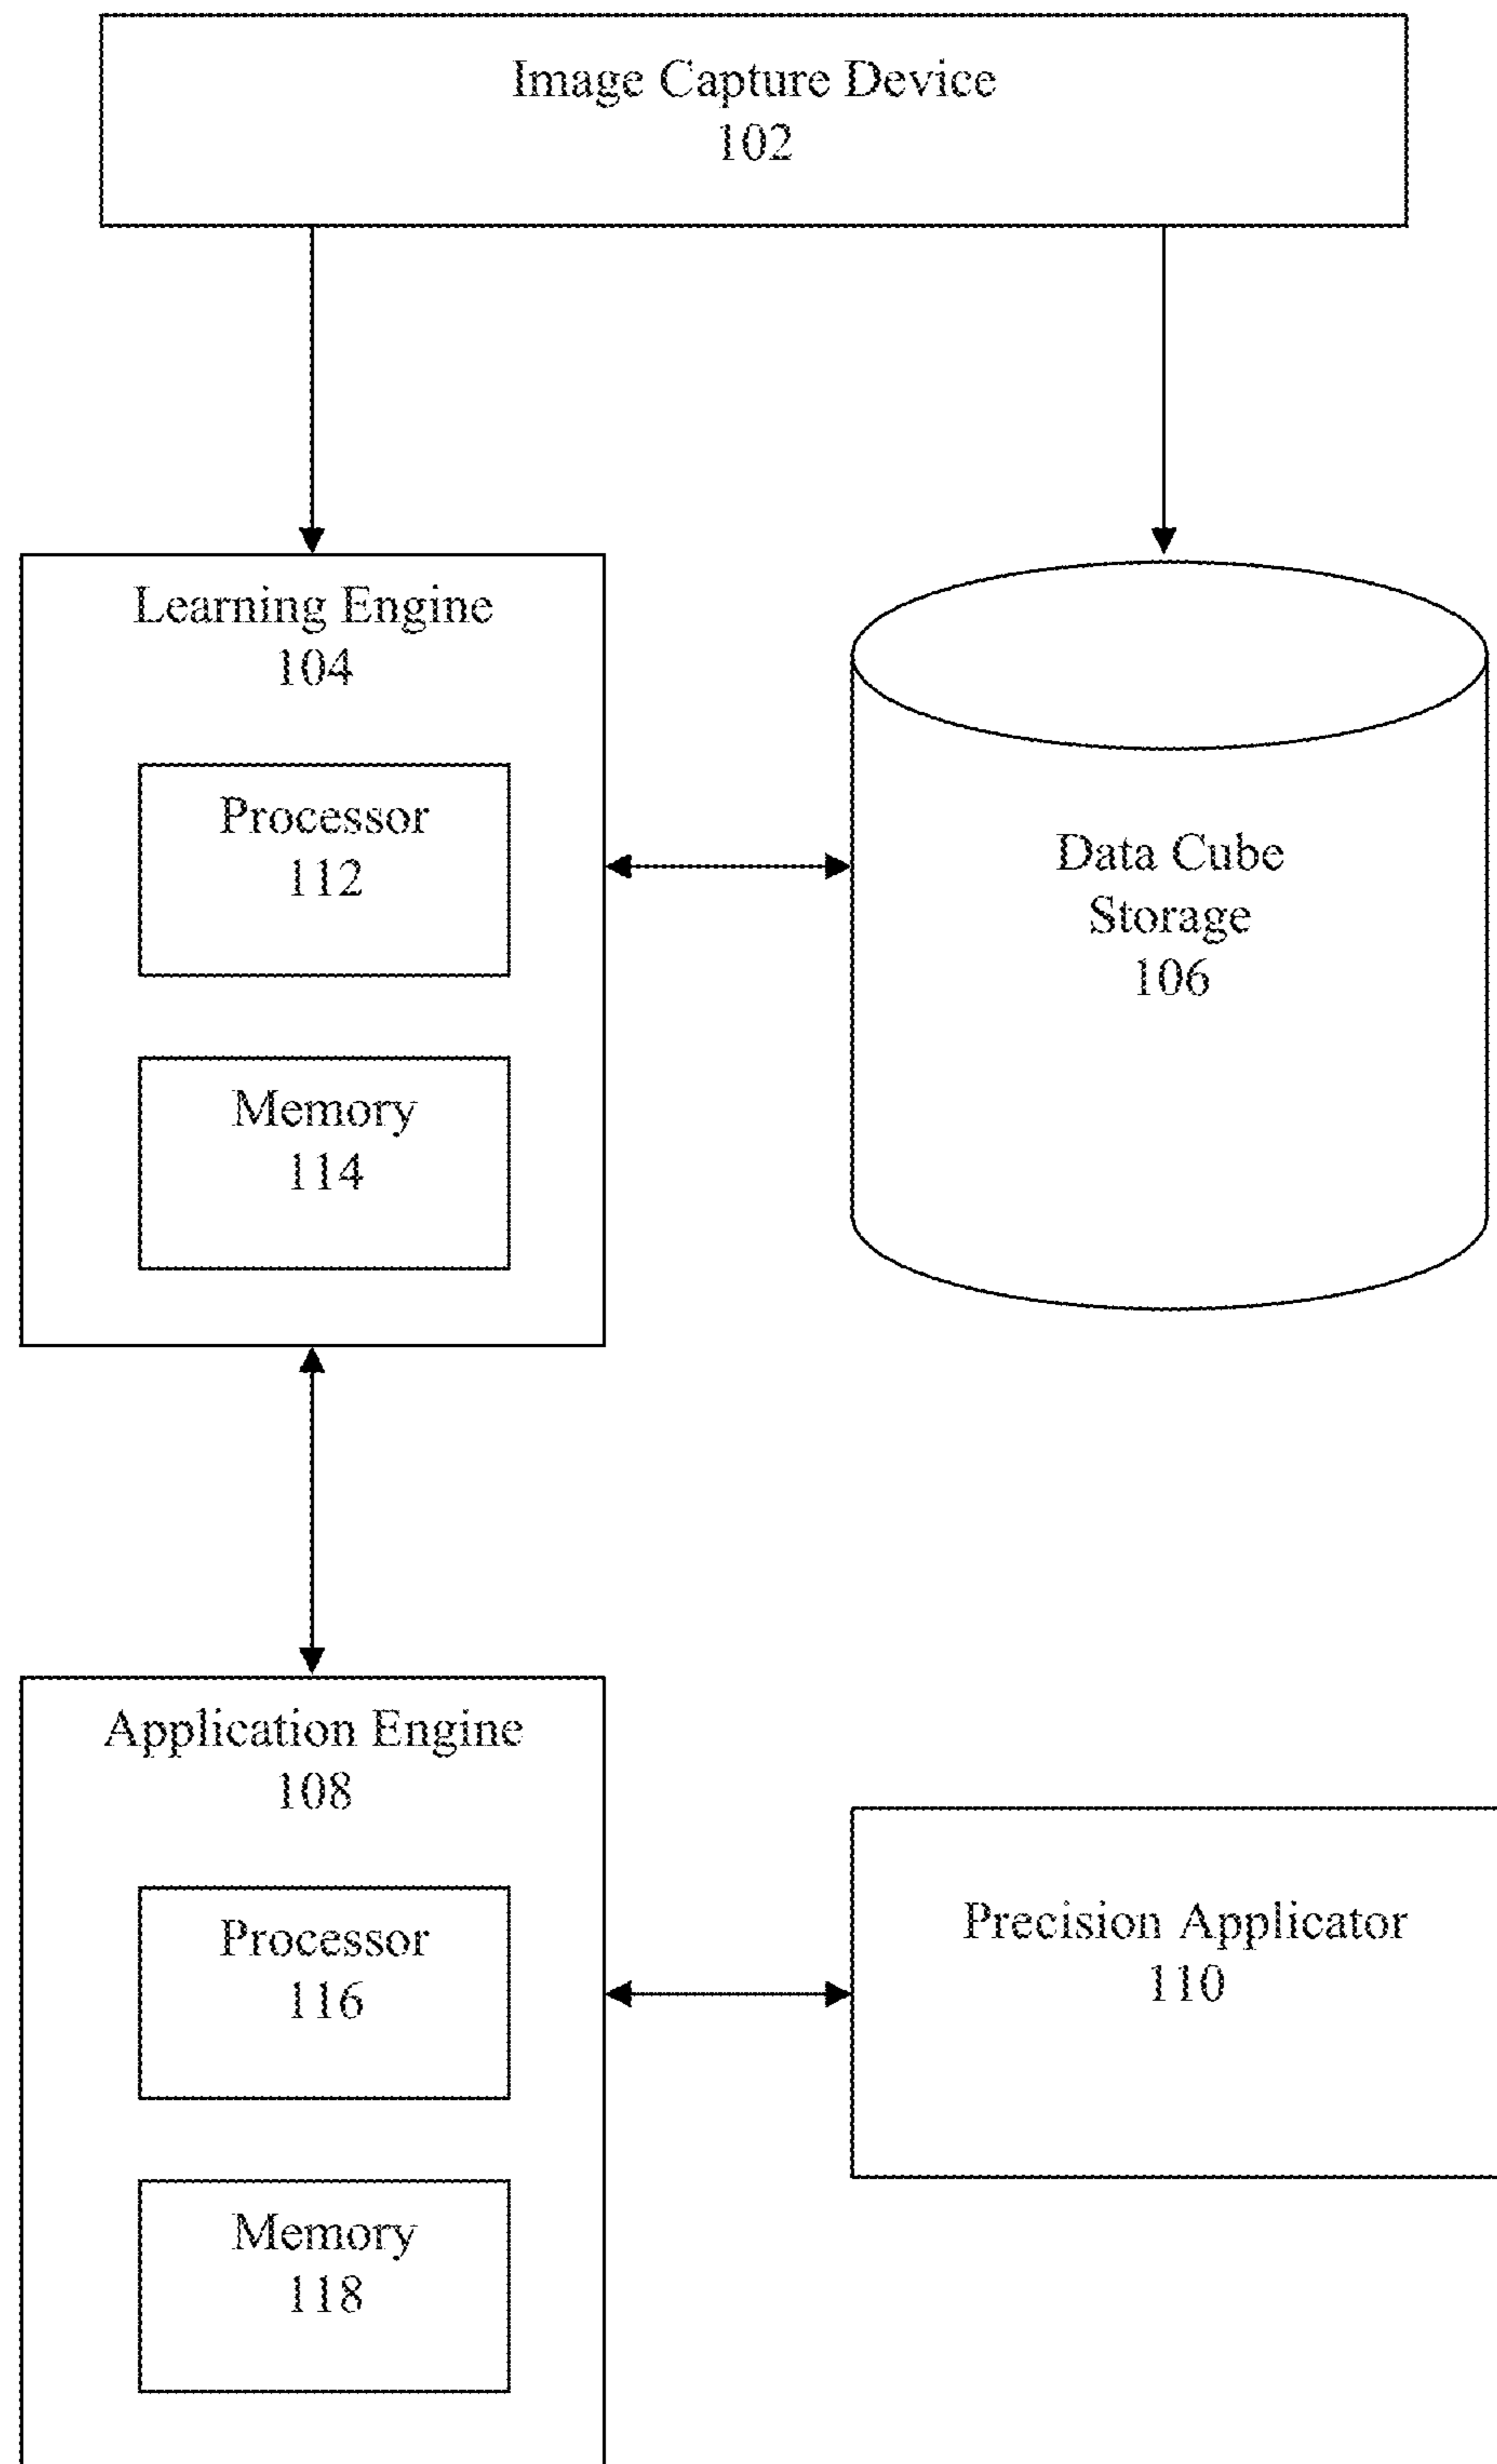 Image Capture Device
102
Learning Engine
104
Processor
112
Memory
114
Data Cube
Storage
106
Application Engine
108
Processor
116
Memory
118
Precision Applicator
110